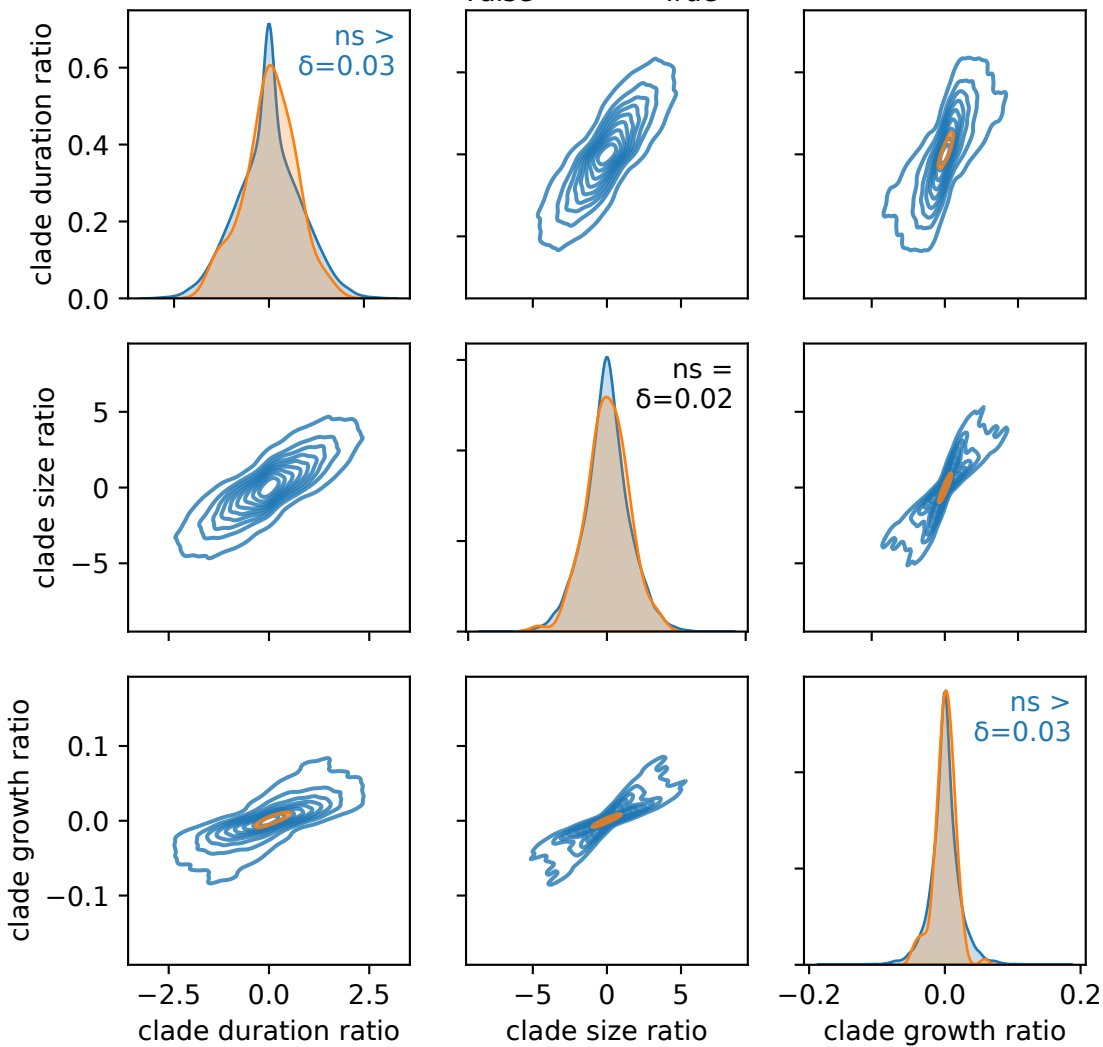 clade duration ratio
0.6
0.4
0.2
0.0
ns >
δ=0.03
clade size ratio
5
0
−5
ns =
δ=0.02
clade growth ratio
0.1
0.0
−0.1
ns >
δ=0.03
−2.5 0.0 2.5
−5 0 5
−0.2 0.0 0.2
clade duration ratio
clade size ratio
clade growth ratio